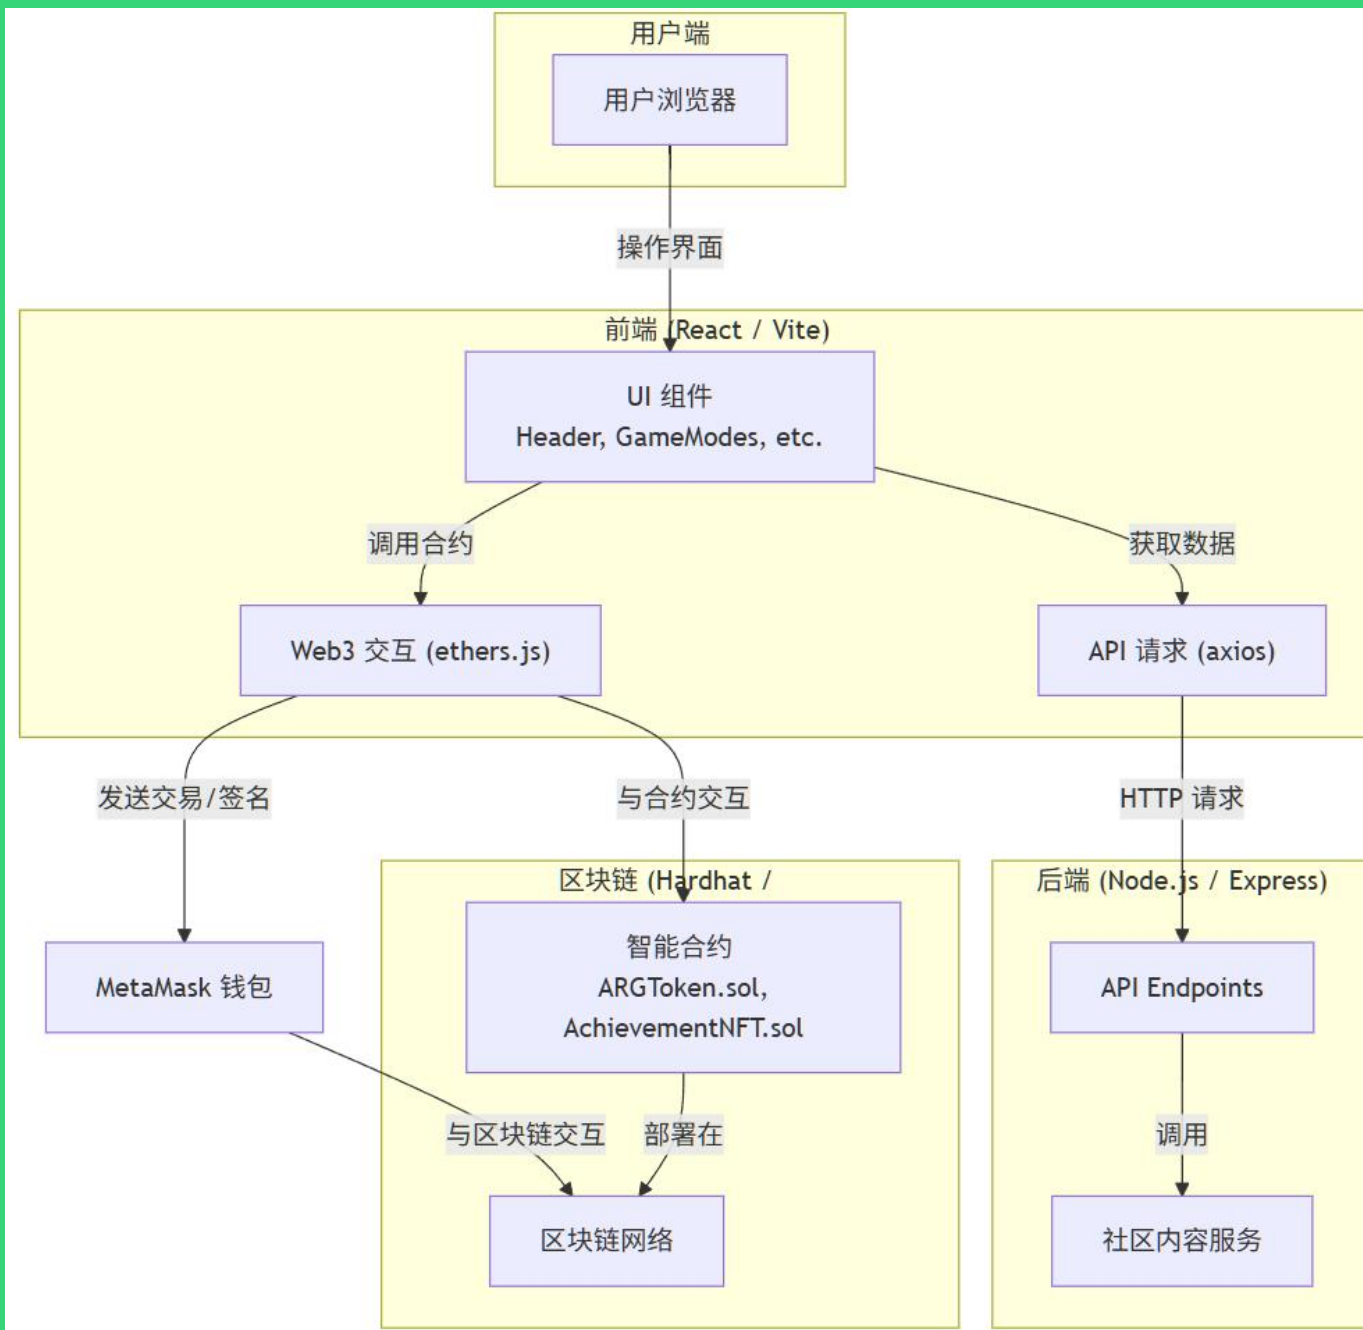 用户端
用户浏览器
操作界面
前端 (React / Vite)
UI 组件
Header, GameModes, etc.
调用合约
获取数据
Web3 交互 (ethers.js)
API 请求 (axios)
发送交易/签名
与合约交互
HTTP 请求
区块链 (Hardhat /
后端 (Node.js / Express)
智能合约
ARGToken.sol,
AchievementNFT.sol
MetaMask 钱包
API Endpoints
与区块链交互
部署在
调用
区块链网络
社区内容服务